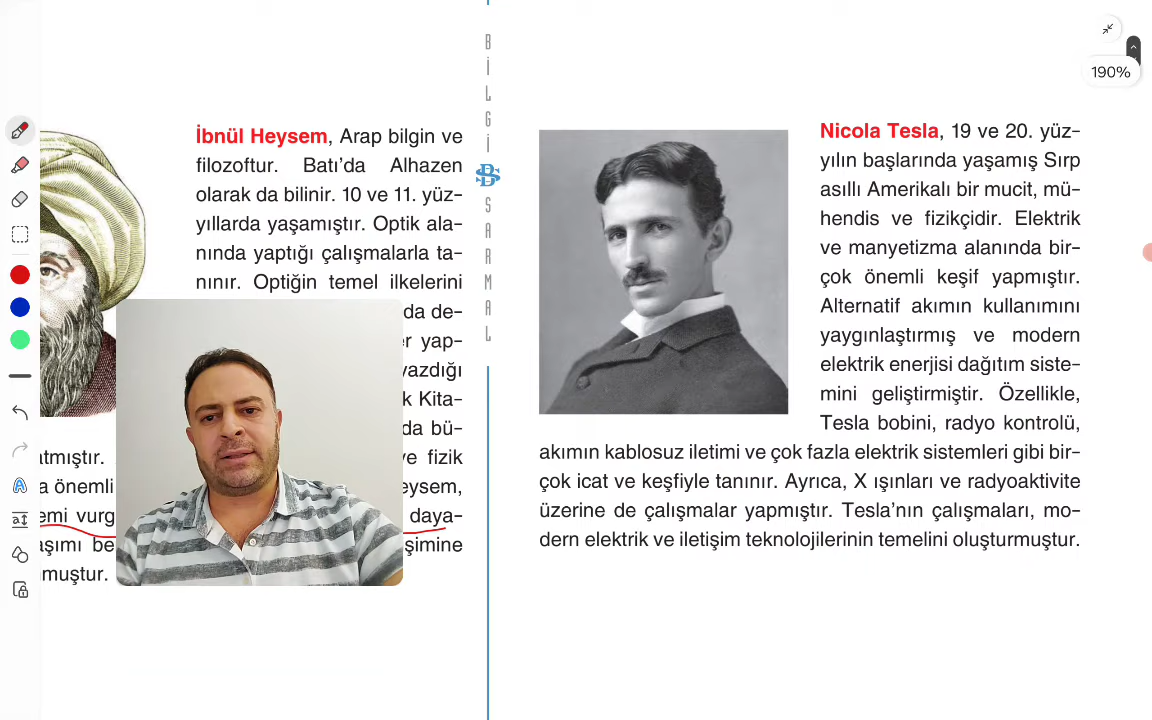 İbnül Heysem, Arap bilgin ve
filozoftur. Batı’da Alhazen
olarak da bilinir. 10 ve 11. yüz-
yıllarda yaşamıştır. Optik ala-
nında yaptığı çalışmalarla ta-
nınır. Optiğin temel ilkelerini
da de-
yap-
yazdığı
Kita-
da bü-
fizik
önemli
eysem,
vurg
daya-
be
şimine
muştur.
BİLGİ
SARMAL
Nicola Tesla, 19 ve 20. yüz-
yılın başlarında yaşamış Sırp
asıllı Amerikalı bir mucit, mü-
hendis ve fizikçidir. Elektrik
ve manyetizma alanında bir-
çok önemli keşif yapmıştır.
Alternatif akımın kullanımını
yaygınlaştırmış ve modern
elektrik enerjisi dağıtım siste-
mini geliştirmiştir. Özellikle,
Tesla bobini, radyo kontrolü,
akımın kablosuz iletimi ve çok fazla elektrik sistemleri gibi bir-
çok icat ve keşfiyle tanınır. Ayrıca, X ışınları ve radyoaktivite
üzerine de çalışmalar yapmıştır. Tesla’nın çalışmaları, mo-
dern elektrik ve iletişim teknolojilerinin temelini oluşturmuştur.
190%